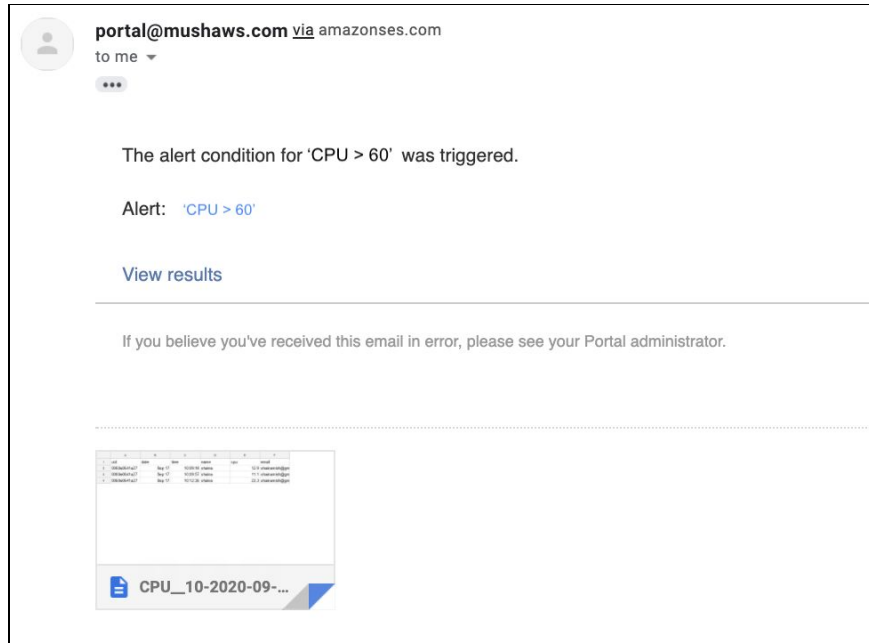 portal@mushaws.com via amazonses.com
to me
The alert condition for ‘CPU > 60’ was triggered.
Alert: ‘CPU > 60’
View results
If you believe you've received this email in error, please see your Portal administrator.
CPU__10-2020-09-...